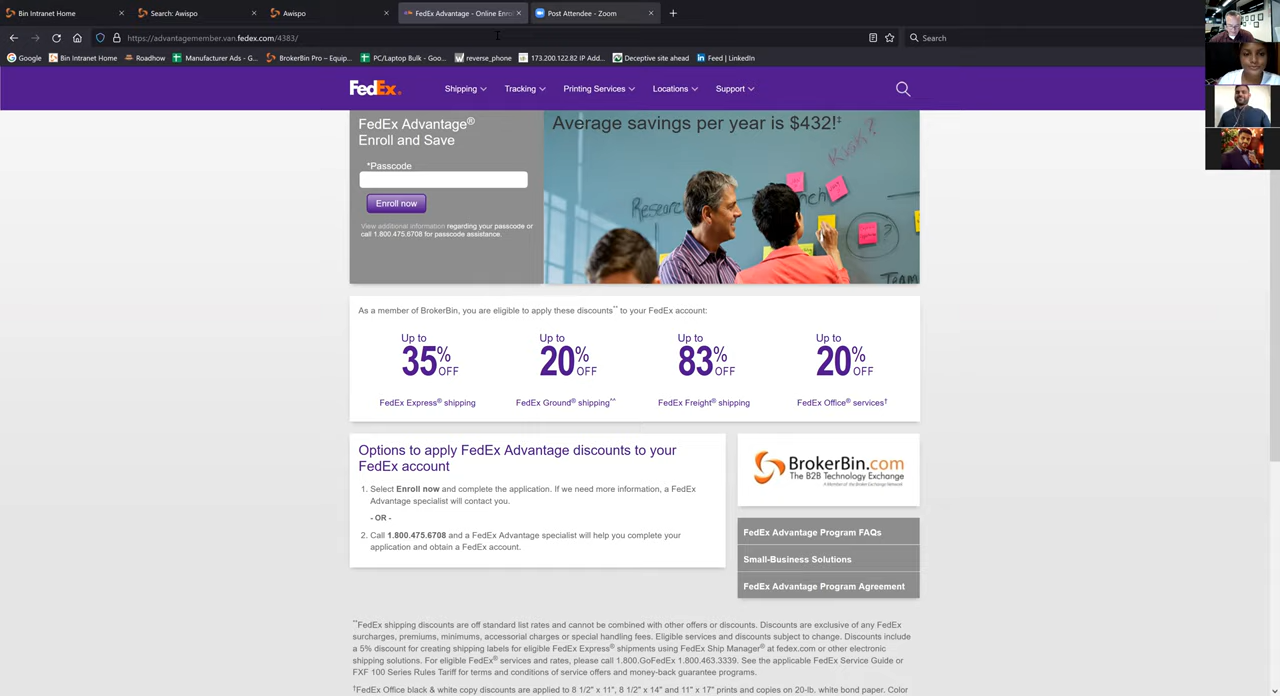 Bin Intranet Home
Search: Awispo
Awispo
FedEx Advantage - Online Enro
Post Attendee - Zoom
https://advantagemember.van.fedex.com/4383/
Search
Google
Bin Intranet Home
Roadhow
Manufacturer Ads - G...
BrokerBin Pro – Equip...
PC/Laptop Bulk - Goo...
reverse_phone
173.200.122.82 IP Add...
Deceptive site ahead
Feed | LinkedIn
FedEx.
Shipping
Tracking
Printing Services
Locations
Support
FedEx Advantage®
Enroll and Save
*Passcode
Enroll now
View additional information regarding your passcode or
call 1.800.475.6708 for passcode assistance.
Average savings per year is $432!‡
Research
Team
As a member of BrokerBin, you are eligible to apply these discounts** to your FedEx account:
Up to
35% OFF
FedEx Express® shipping
Up to
20% OFF
FedEx Ground® shipping**
Up to
83% OFF
FedEx Freight® shipping
Up to
20% OFF
FedEx Office® services†
Options to apply FedEx Advantage discounts to your
FedEx account
1. Select Enroll now and complete the application. If we need more information, a FedEx
Advantage specialist will contact you.
- OR -
2. Call 1.800.475.6708 and a FedEx Advantage specialist will help you complete your
application and obtain a FedEx account.
BrokerBin.com
The B2B Technology Exchange
A Member of the Broker Exchange Network
FedEx Advantage Program FAQs
Small-Business Solutions
FedEx Advantage Program Agreement
**FedEx shipping discounts are off standard list rates and cannot be combined with other offers or discounts. Discounts are exclusive of any FedEx
surcharges, premiums, minimums, accessorial charges or special handling fees. Eligible services and discounts subject to change. Discounts include
a 5% discount for creating shipping labels for eligible FedEx Express® shipments using FedEx Ship Manager® at fedex.com or other electronic
shipping solutions. For eligible FedEx® services and rates, please call 1.800.GoFedEx 1.800.463.3339. See the applicable FedEx Service Guide or
FXF 100 Series Rules Tariff for terms and conditions of service offers and money-back guarantee programs.
†FedEx Office black & white copy discounts are applied to 8 1/2" x 11", 8 1/2" x 14" and 11" x 17" prints and copies on 20-lb. white bond paper. Color